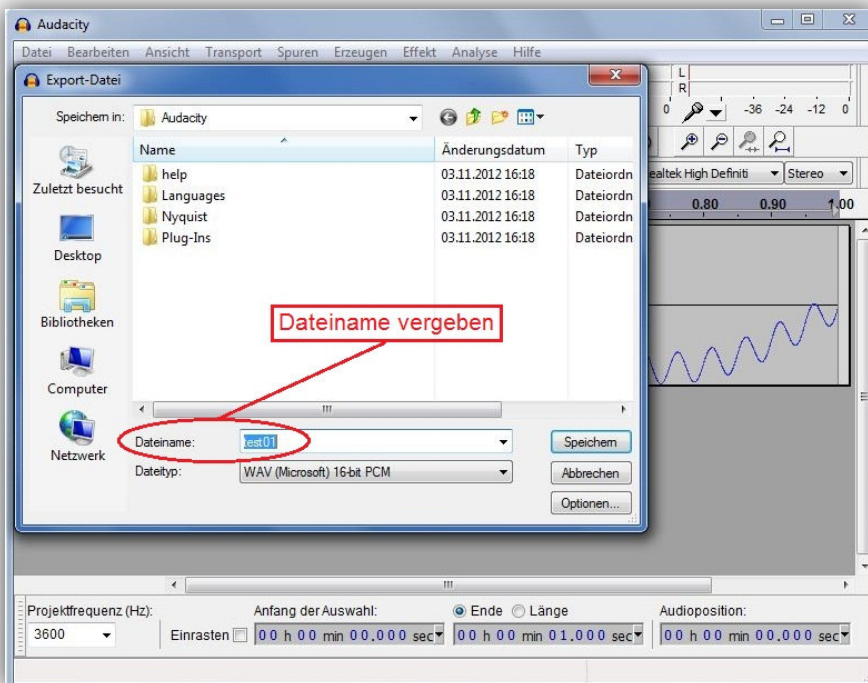 Audacity
Datei Bearbeiten Ansicht Transport Spuren Erzeugen Effekt Analyse Hilfe
Export-Datei
Speichern in: Audacity
Name Änderungsdatum Typ
help 03.11.2012 16:18 Dateiordn
Languages 03.11.2012 16:18 Dateiordn
Nyquist 03.11.2012 16:18 Dateiordn
Plug-Ins 03.11.2012 16:18 Dateiordn
Zuletzt besucht
Desktop
Bibliotheken
Computer
Netzwerk
Dateiname vergeben
Dateiname: test01
Speichern
Dateityp: WAV (Microsoft) 16-bit PCM
Abbrechen
Optionen...
L
R
0 -36 -24 -12 0
ealtek High Definiti Stereo
0.80 0.90 1.00
Projektfrequenz (Hz): Anfang der Auswahl: Ende Länge Audioposition:
3600 Einrasten 00 h 00 min 00.000 sec 00 h 00 min 01.000 sec 00 h 00 min 00.000 sec